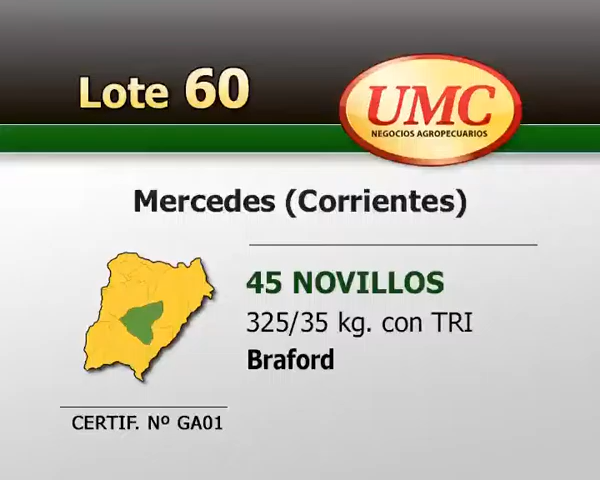 Lote 60
UMC
NEGOCIOS AGROPECUARIOS
Mercedes (Corrientes)
45 NOVILLOS
325/35 kg. con TRI
Braford
CERTIF. Nº GA01